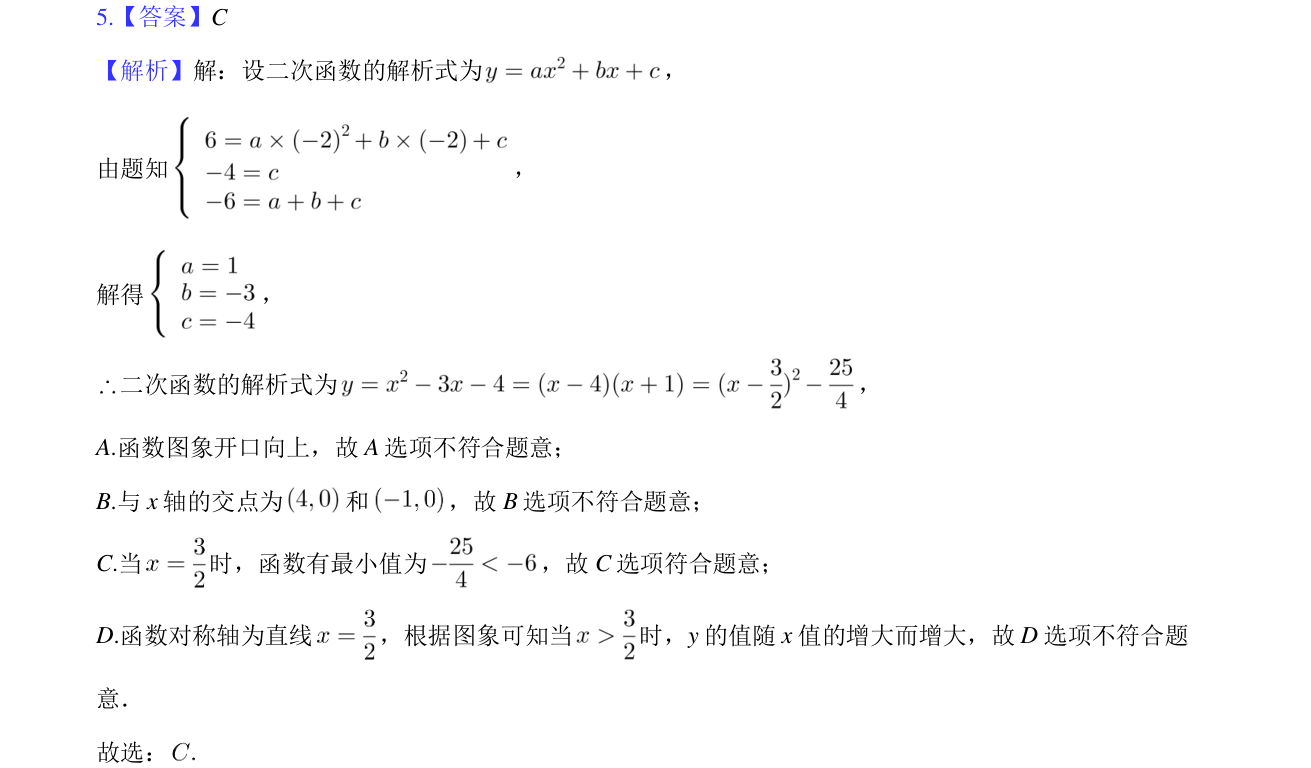 5.【答案】C
【解析】解：设二次函数的解析式为y = ax² + bx + c，
由题知{ 6 = a × (−2)² + b × (−2) + c
−4 = c
−6 = a + b + c ，
解得{ a = 1
b = −3
c = −4 ，
∴二次函数的解析式为y = x² − 3x − 4 = (x − 4)(x + 1) = (x − 3/2)² − 25/4，
A.函数图象开口向上，故 A 选项不符合题意；
B.与 x 轴的交点为(4, 0) 和(−1, 0)，故 B 选项不符合题意；
C.当x = 3/2时，函数有最小值为−25/4 < −6，故 C 选项符合题意；
D.函数对称轴为直线x = 3/2，根据图象可知当x > 3/2时，y 的值随 x 值的增大而增大，故 D 选项不符合题
意．
故选：C.